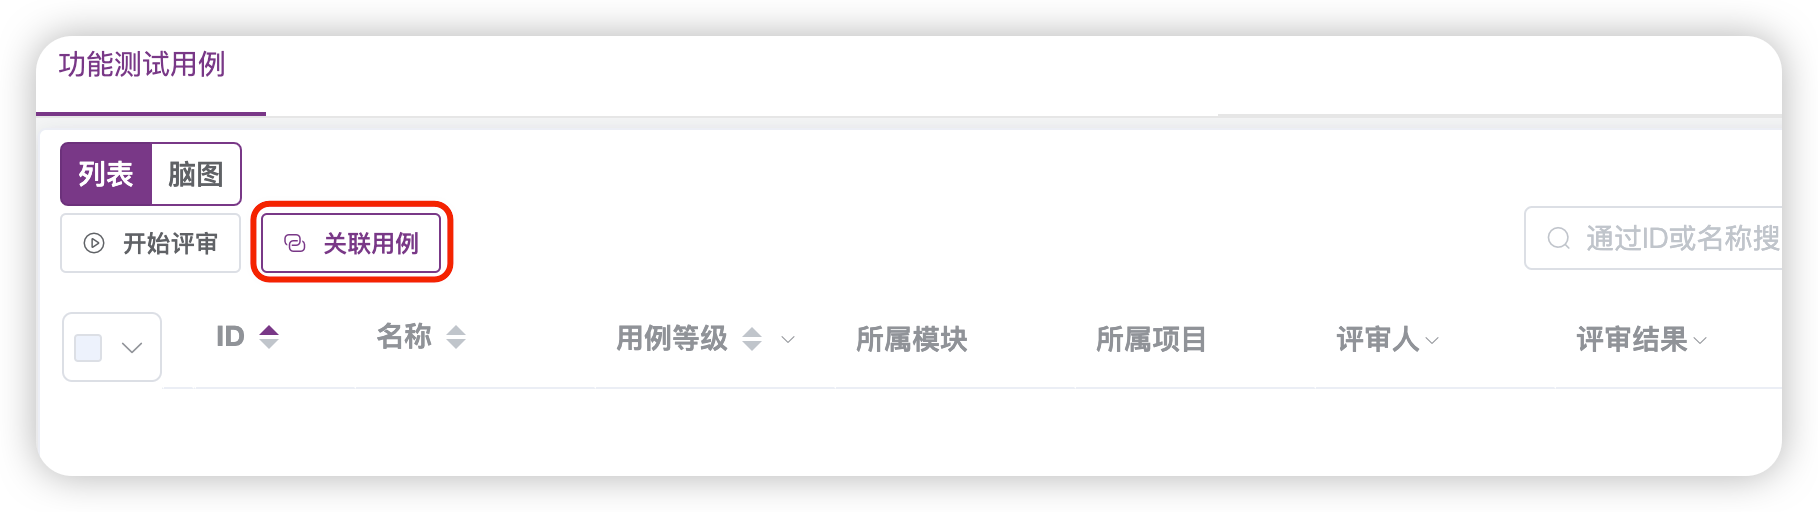 功能测试用例
列表 脑图
开始评审 关联用例 通过ID或名称搜
ID 名称 用例等级 所属模块 所属项目 评审人 评审结果